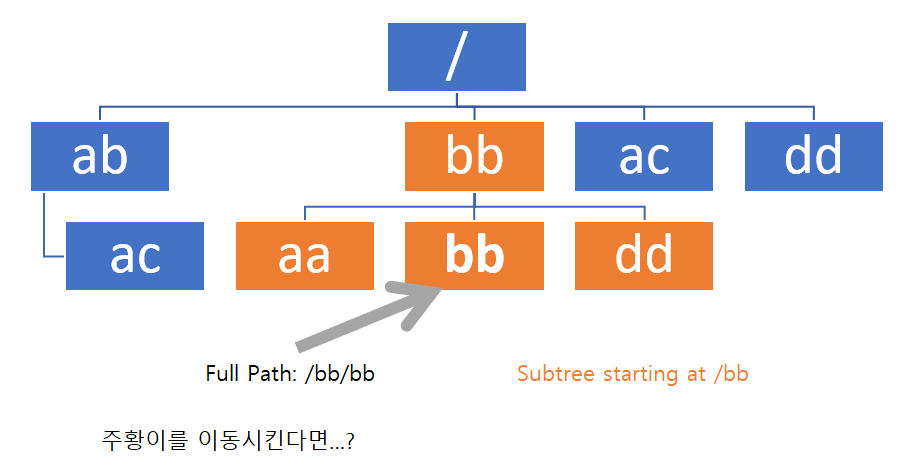 /
ab bb ac dd
ac aa bb dd
Full Path: /bb/bb
Subtree starting at /bb
주황이를 이동시킨다면...?